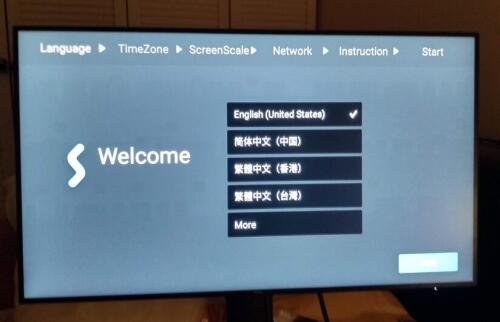 Language TimeZone ScreenScale Network Instruction Start
Welcome
English (United States)
简体中文（中国）
繁體中文（香港）
繁體中文（台灣）
More